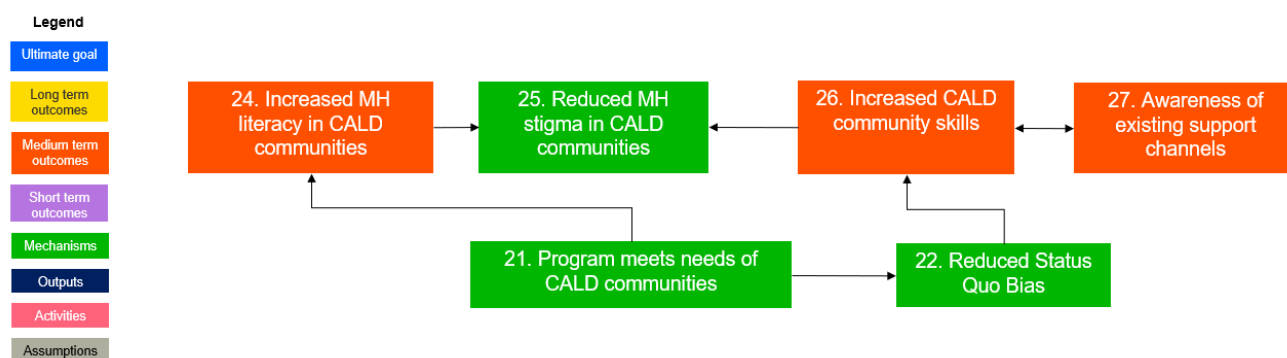 Legend
Ultimate goal
Long term
outcomes
Medium term
outcomes
Short term
outcomes
Mechanisms
Outputs
Activities
Assumptions
24. Increased MH
literacy in CALD
communities
25. Reduced MH
stigma in CALD
communities
26. Increased CALD
community skills
27. Awareness of
existing support
channels
21. Program meets needs of
CALD communities
22. Reduced Status
Quo Bias